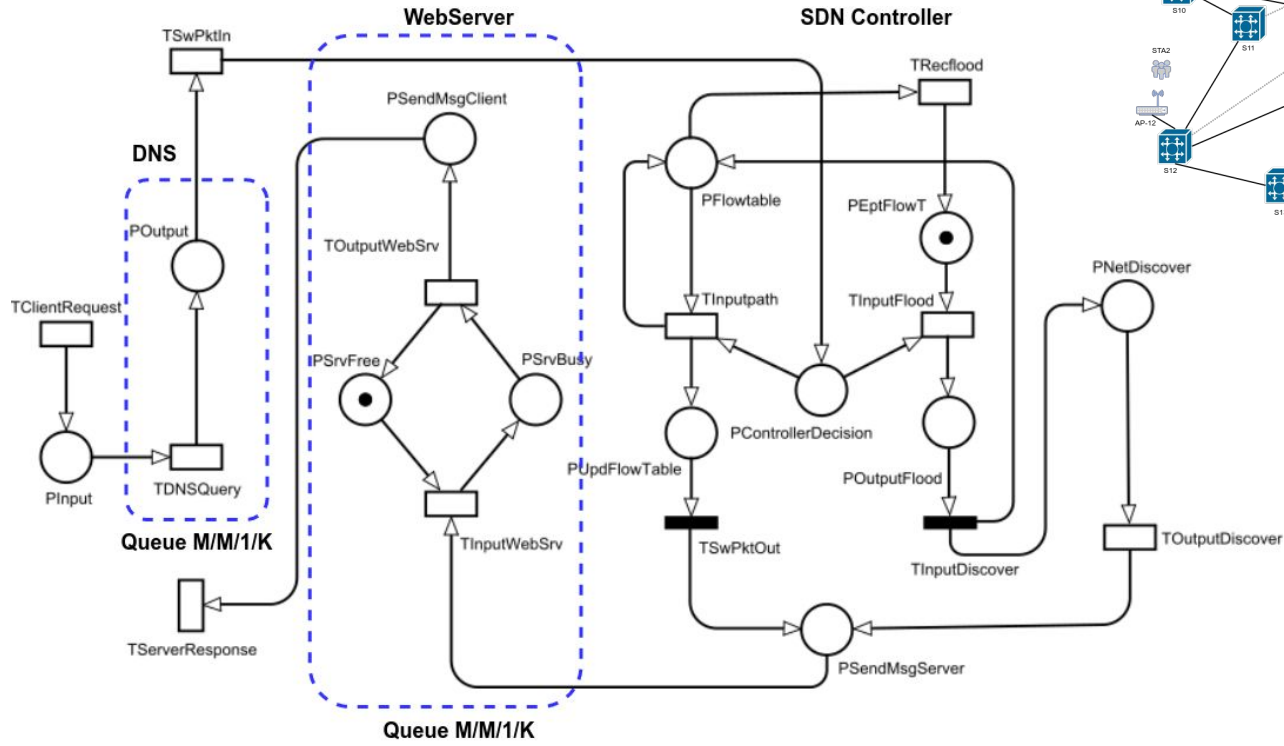 WebServer
SDN Controller
S10
S11
TSwPktIn
STA2
TRecflood
PSendMsgClient
AP-12
DNS
S12
PFlowtable
PEptFlowT
POutput
TOutputWebSrv
PNetDiscover
TClientRequest
TInputpath
TInputFlood
PSrvFree
PSrvBusy
PControllerDecision
PUpdFlowTable
POutputFlood
PInput
TDNSQuery
Queue M/M/1/K
TInputWebSrv
TSwPktOut
TInputDiscover
TOutputDiscover
TServerResponse
PSendMsgServer
Queue M/M/1/K